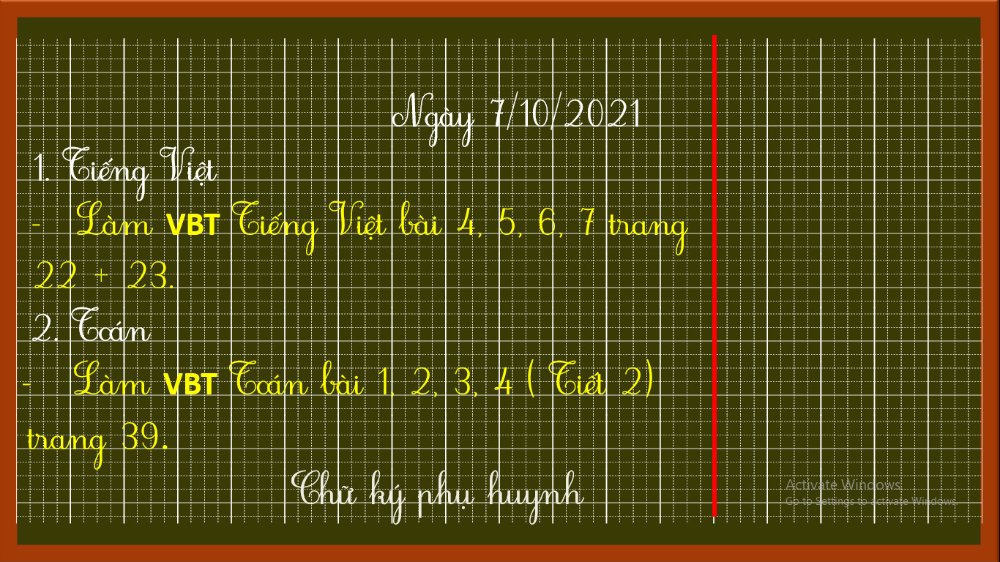 Ngày 7/10/2021
1. Tiếng Việt
- Làm VBT Tiếng Việt bài 4, 5, 6, 7 trang
22 + 23.
2. Toán
- Làm VBT Toán bài 1, 2, 3, 4 ( Tiết 2)
trang 39.
Chữ ký phụ huynh
Activate Windows
Go to Settings to activate Windows.